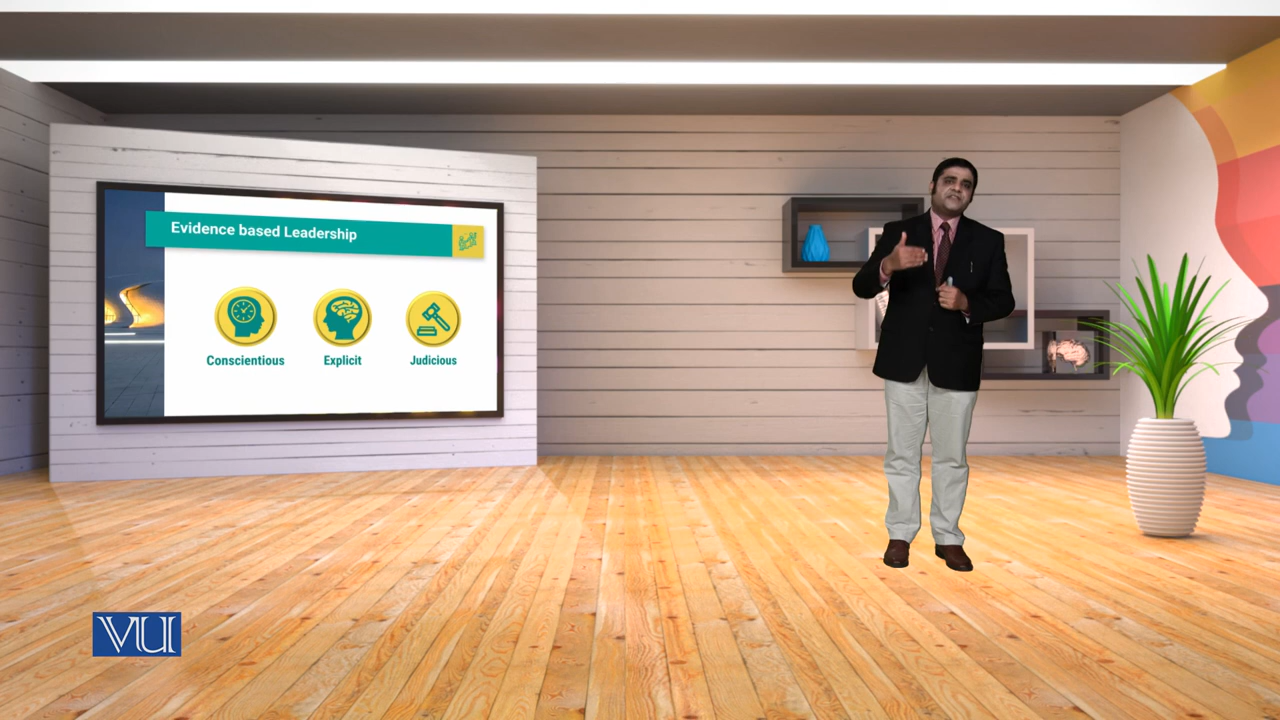 Evidence based Leadership
Conscientious
Explicit
Judicious
VU